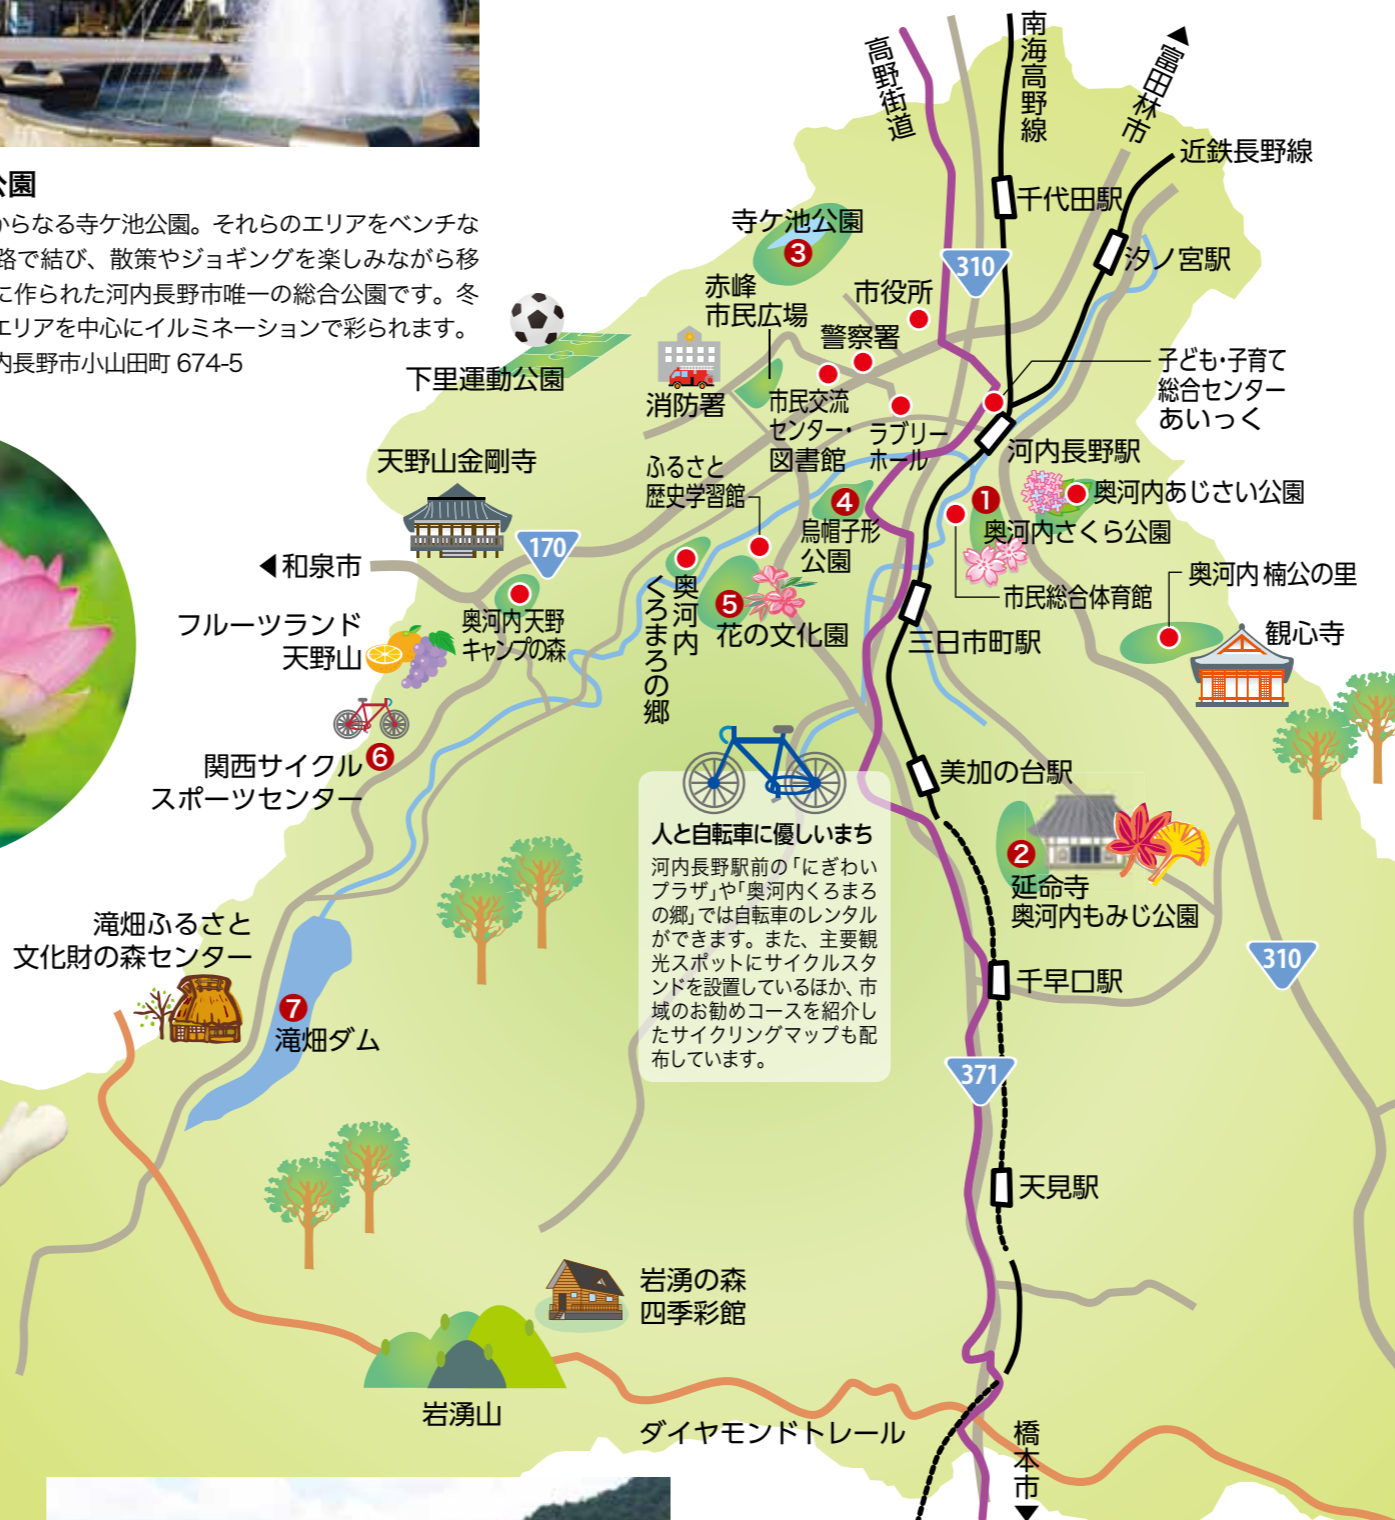 公園
からなる寺ケ池公園。それらのエリアをベンチな
路で結び、散策やジョギングを楽しみながら移
に作られた河内長野市唯一の総合公園です。冬
エリアを中心にイルミネーションで彩られます。
内長野市小山田町 674-5
高野街道
南海高野線
▲富田林市
近鉄長野線
千代田駅
汐ノ宮駅
310
寺ケ池公園
3
赤峰
市民広場
市役所
警察署
下里運動公園
消防署
市民交流
センター・
図書館
ラブリー
ホール
子ども・子育て
総合センター
あいっく
河内長野駅
天野山金剛寺
ふるさと
歴史学習館
4
烏帽子形
公園
1
奥河内あじさい公園
奥河内さくら公園
市民総合体育館
◀和泉市
170
奥河内 天野
キャンプの森
奥河内
くろまろの郷
5
花の文化園
三日市町駅
奥河内 楠公の里
観心寺
フルーツランド
天野山
関西サイクル
スポーツセンター
6
美加の台駅
人と自転車に優しいまち
河内長野駅前の「にぎわい
プラザ」や「奥河内くろまろ
の郷」では自転車のレンタル
ができます。また、主要観
光スポットにサイクルスタ
ンドを設置しているほか、市
域のお勧めコースを紹介し
たサイクリングマップも配
布しています。
2
延命寺
奥河内もみじ公園
滝畑ふるさと
文化財の森センター
7
滝畑ダム
千早口駅
310
371
天見駅
岩湧の森
四季彩館
岩湧山
ダイヤモンドトレール
橋本市▼